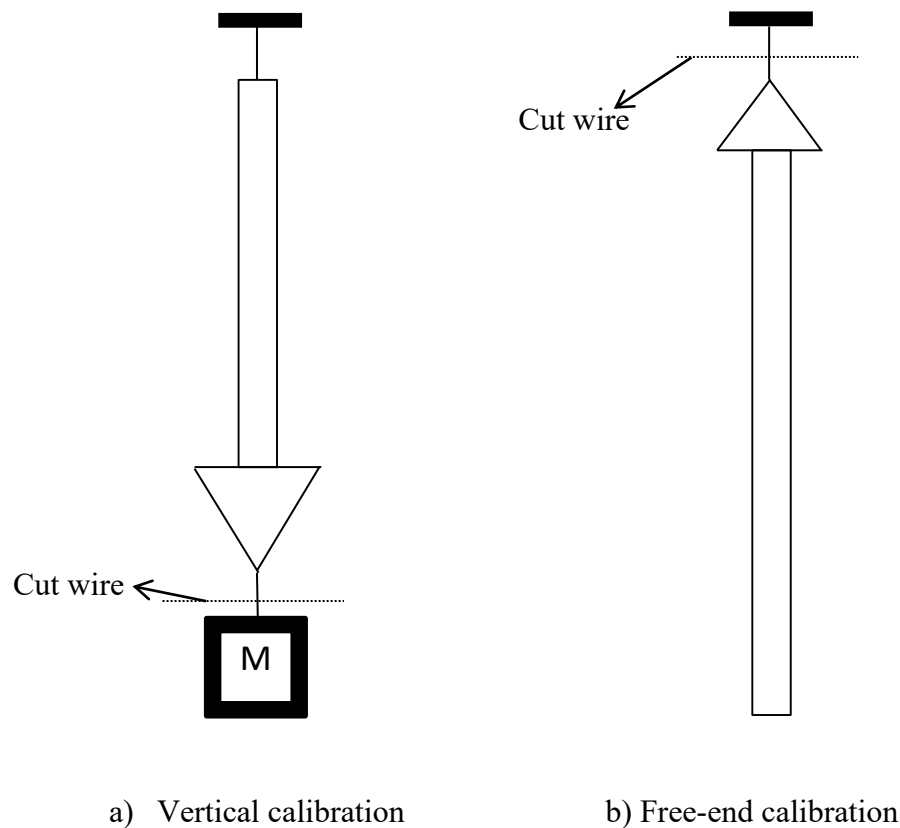 Cut wire
Cut wire
M
a) Vertical calibration
b) Free-end calibration